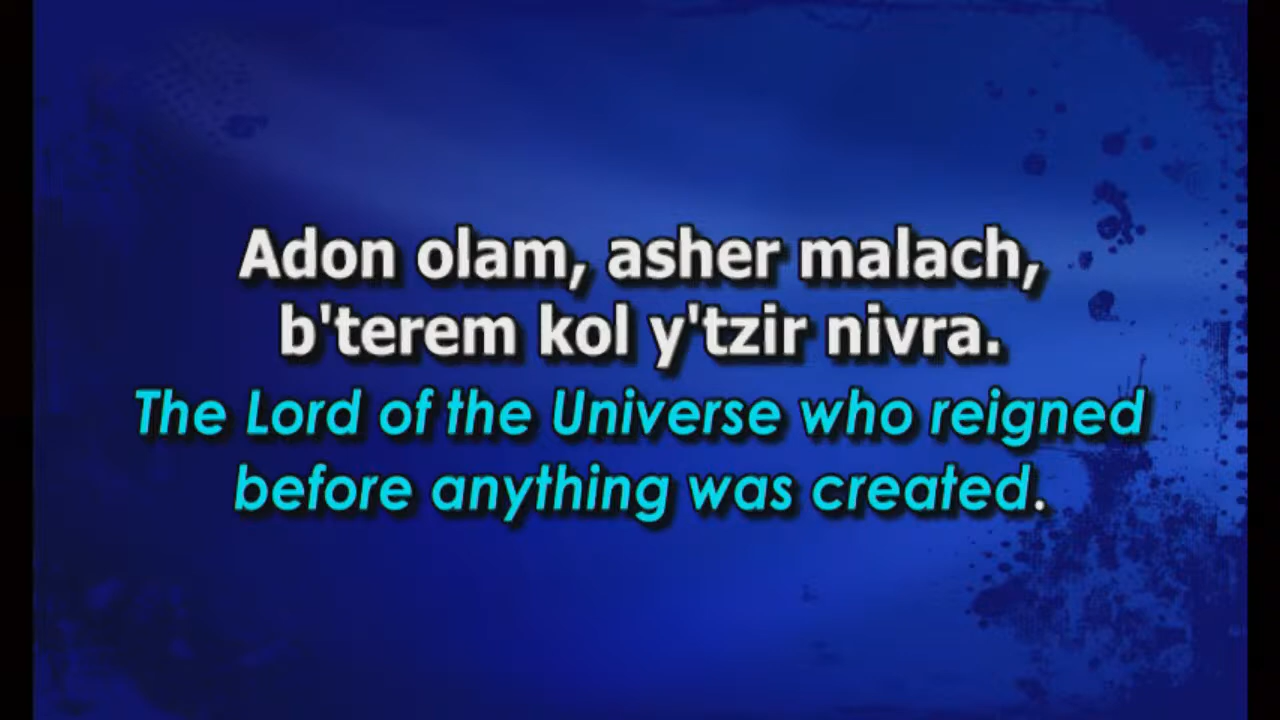 Adon olam, asher malach,
b'terem kol y'tzir nivra.
The Lord of the Universe who reigned
before anything was created.